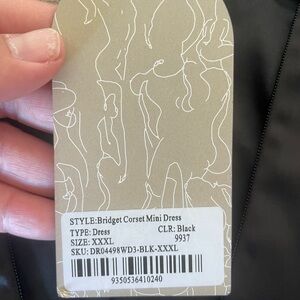 STYLE:Bridget Corset Mini Dress
TYPE: Dress CLR: Black
SIZE: XXXL 9937
SKU: DR04498WD3-BLK-XXXL
9350536410240